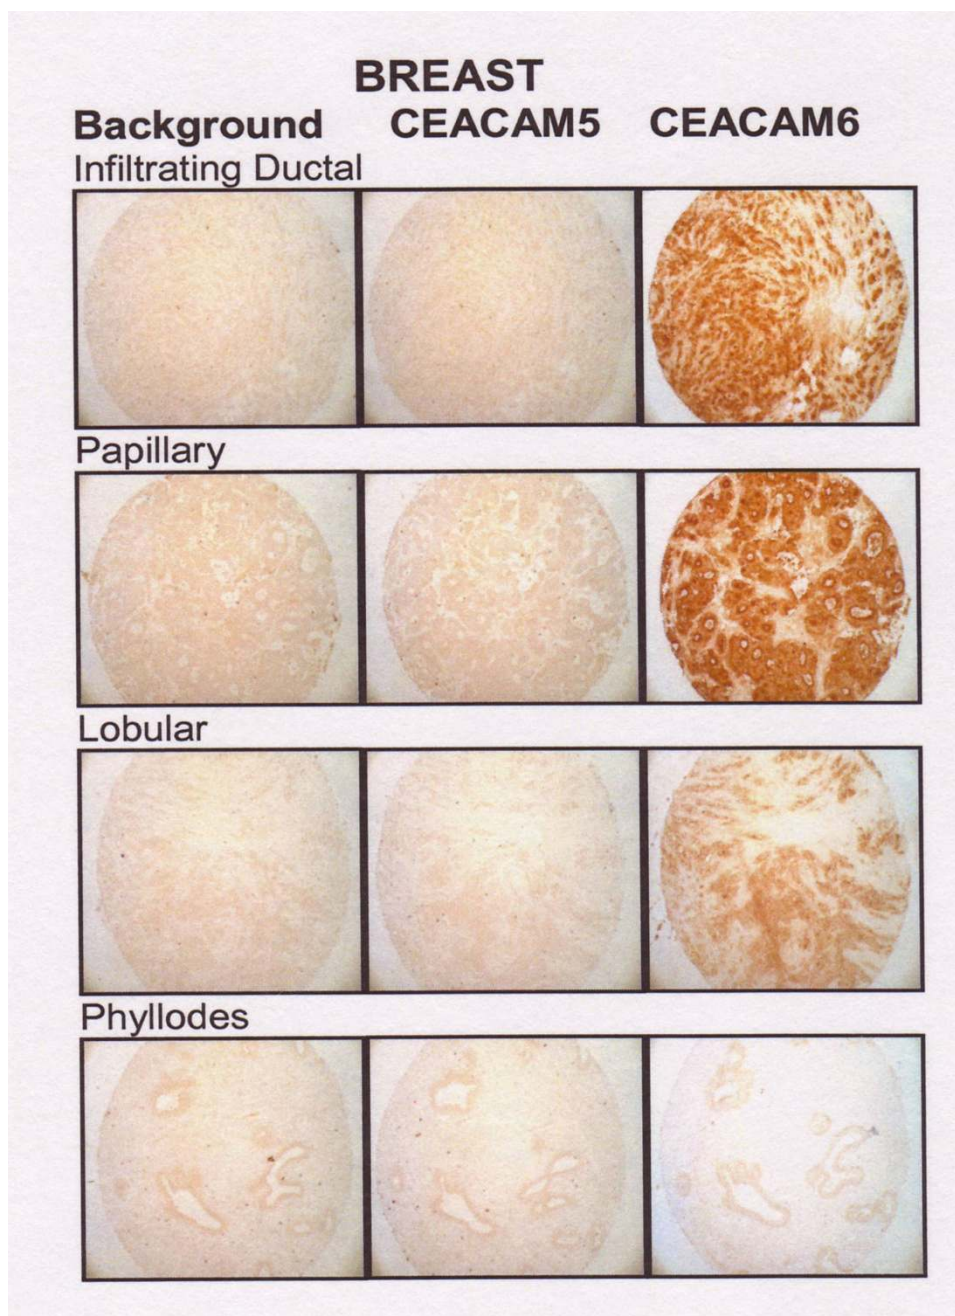 BREAST
Background CEACAM5 CEACAM6
Infiltrating Ductal
Papillary
Lobular
Phyllodes